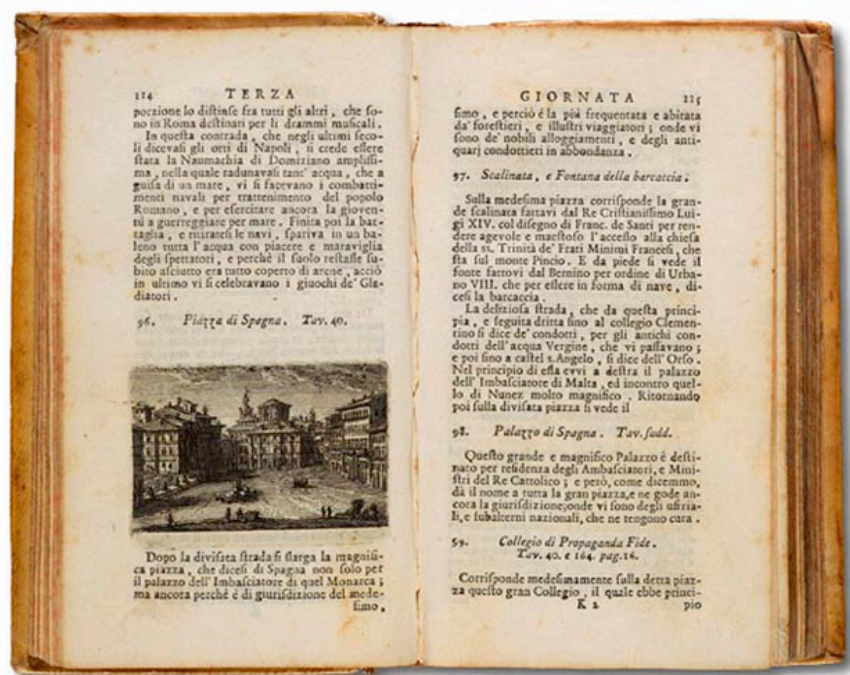 114 TERZA
porzione lo diſtinſe fra tutti gli altri, che ſo-
no in Roma deſtinati per li drammi muſicali.
In queſta contrada, che negli ultimi ſeco-
li dicevaſi gli orti di Napoli, ſi crede eſſere
ſtata la Naumachia di Domiziano ampliſſi-
ma, nella quale radunavaſi tant' acqua, che a
guiſa di un mare, vi ſi facevano i combatti-
menti navali per trattenimento del popolo
Romano, e per eſercitare ancora la gioven-
tù a guerreggiare per mare. Finita poi la bat-
taglia, e ritirateſi le navi, ſpariva in un ba-
leno tutta l' acqua con piacere e maraviglia
degli ſpettatori, e perchè il ſuolo reſtaſſe ſu-
bito aſciutto era tutto coperto di arene, acciò
in ultimo vi ſi celebravano i giuochi de' Gla-
diatori.
96. Piazza di Spagna. Tav. 40.
Dopo la diviſata ſtrada ſi ſlarga la magnifi-
ca piazza, che diceſi di Spagna non ſolo per
il palazzo dell' Imbaſciatore di quel Monarca;
ma ancora perchè é di giurisdizione del mede-
ſimo,
GIORNATA 115
ſimo, e perciò é la più frequentata e abitata
da' foreſtieri, e illuſtri viaggiatori; onde vi
ſono de' nobili alloggiamenti, e degli anti-
quarj condottieri in abbondanza.
97. Scalinata, e Fontana della barcaccia.
Sulla medeſima piazza corriſponde la gran-
de ſcalinata fattavi dal Re Criſtianiſſimo Lui-
gi XIV. col diſegno di Franc. de Santi per ren-
dere agevole e maeſtoſo l' acceſſo alla chieſa
della ss. Trinità de' Frati Minimi Franceſi, che
ſta ſul monte Pincio. E da piede ſi vede il
fonte fattovi dal Bernino per ordine di Urba-
no VIII. che per eſſere in forma di nave, di-
ceſi la barcaccia.
La delizioſa ſtrada, che da queſta princi-
pia, e ſeguita dritta ſino al collegio Clemen-
tino ſi dice de' condotti, per gli antichi con-
dotti dell' acqua Vergine, che vi paſſavano;
e poi ſino a caſtel s. Angelo, ſi dice dell' Orſo.
Nel principio di eſſa evvi a deſtra il palazzo
dell' Imbaſciatore di Malta, ed incontro quel-
lo di Nunez molto magnifico. Ritornando
poi ſulla diviſata piazza ſi vede il
98. Palazzo di Spagna. Tav. ſudd.
Queſto grande e magnifico Palazzo é deſti-
nato per reſidenza degli Ambaſciatori, e Mini-
ſtri del Re Cattolico; e però, come dicemmo,
dà il nome a tutta la gran piazza, e ne gode an-
cora la giurisdizione; onde vi ſono degli ufizia-
li, e ſubalterni nazionali, che ne tengono cura.
99. Collegio di Propaganda Fide.
Tav. 40. e 164. pag. 16.
Corriſponde medeſimamente ſulla detta piaz-
za queſto gran Collegio, il quale ebbe princi-
K 2 pio